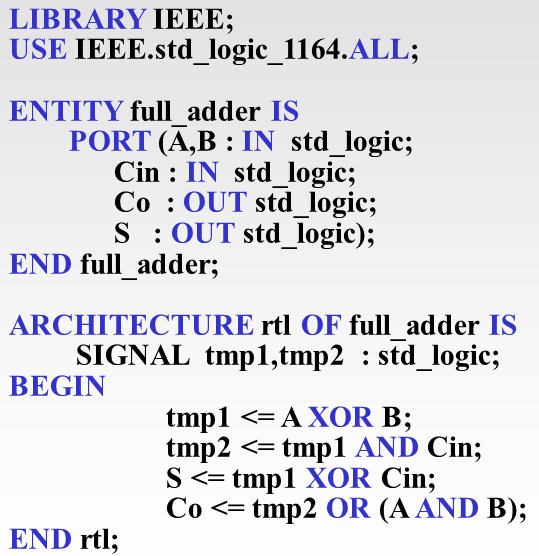 LIBRARY IEEE;
USE IEEE.std_logic_1164.ALL;
ENTITY full_adder IS
PORT (A,B : IN std_logic;
Cin : IN std_logic;
Co : OUT std_logic;
S : OUT std_logic);
END full_adder;
ARCHITECTURE rtl OF full_adder IS
SIGNAL tmp1,tmp2 : std_logic;
BEGIN
tmp1 <= A XOR B;
tmp2 <= tmp1 AND Cin;
S <= tmp1 XOR Cin;
Co <= tmp2 OR (A AND B);
END rtl;